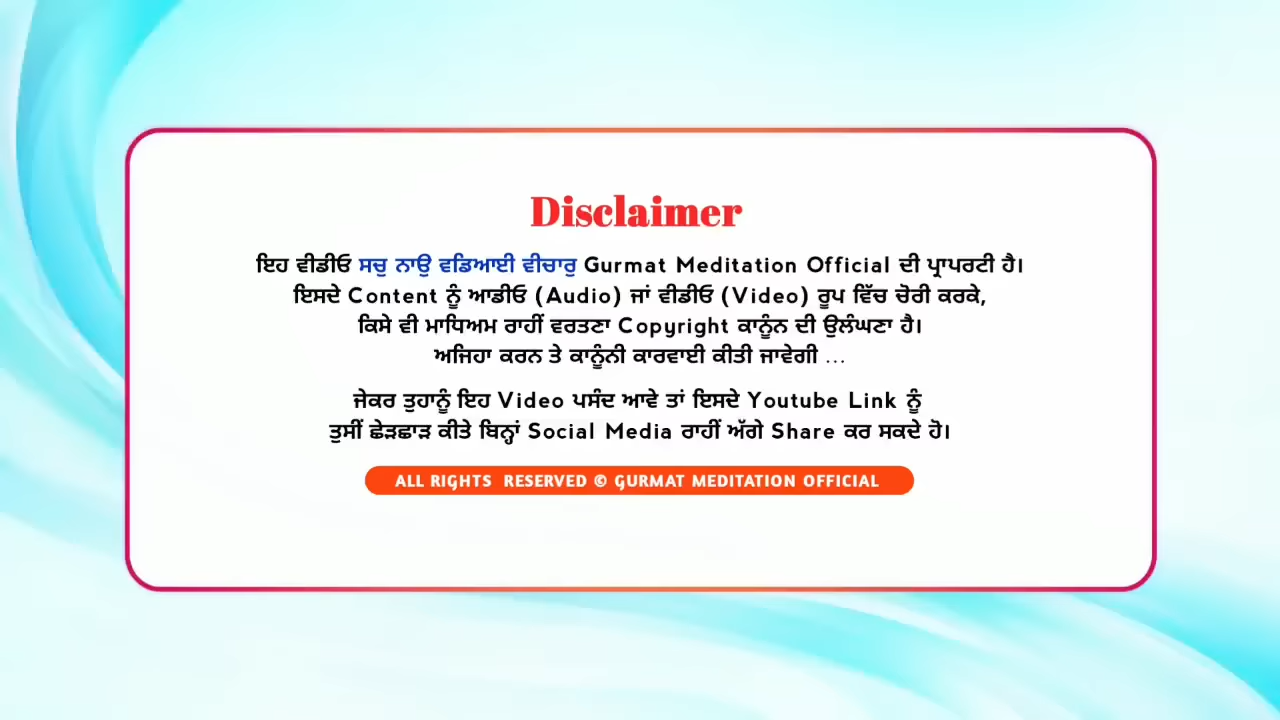 Disclaimer
ਇਹ ਵੀਡੀਓ ਸਚੁ ਨਾਉ ਵਡਿਆਈ ਵੀਚਾਰੁ Gurmat Meditation Official ਦੀ ਪ੍ਰਾਪਰਟੀ ਹੈ।
ਇਸਦੇ Content ਨੂੰ ਆਡੀਓ (Audio) ਜਾਂ ਵੀਡੀਓ (Video) ਰੂਪ ਵਿੱਚ ਚੋਰੀ ਕਰਕੇ,
ਕਿਸੇ ਵੀ ਮਾਧਿਅਮ ਰਾਹੀਂ ਵਰਤਣਾ Copyright ਕਾਨੂੰਨ ਦੀ ਉਲੰਘਣਾ ਹੈ।
ਅਜਿਹਾ ਕਰਨ ਤੇ ਕਾਨੂੰਨੀ ਕਾਰਵਾਈ ਕੀਤੀ ਜਾਵੇਗੀ ...
ਜੇਕਰ ਤੁਹਾਨੂੰ ਇਹ Video ਪਸੰਦ ਆਵੇ ਤਾਂ ਇਸਦੇ Youtube Link ਨੂੰ
ਤੁਸੀਂ ਛੇੜਛਾੜ ਕੀਤੇ ਬਿਨ੍ਹਾਂ Social Media ਰਾਹੀਂ ਅੱਗੇ Share ਕਰ ਸਕਦੇ ਹੋ।
ALL RIGHTS RESERVED © GURMAT MEDITATION OFFICIAL